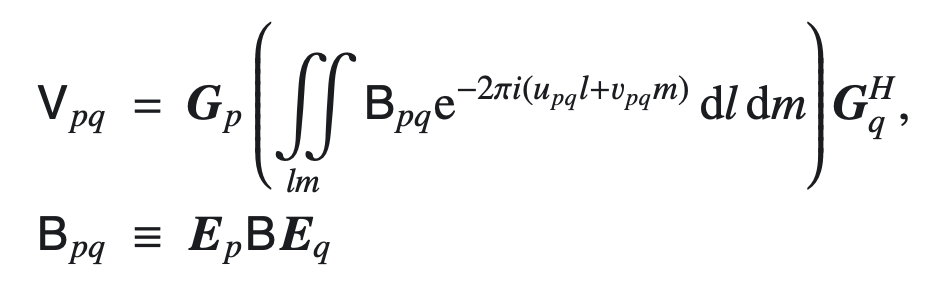 V_{pq} = G_p ( ∬_{lm} B_{pq} e^{−2πi(u_{pq}l+v_{pq}m)} dl dm ) G_q^H ,
B_{pq} ≡ E_p B E_q